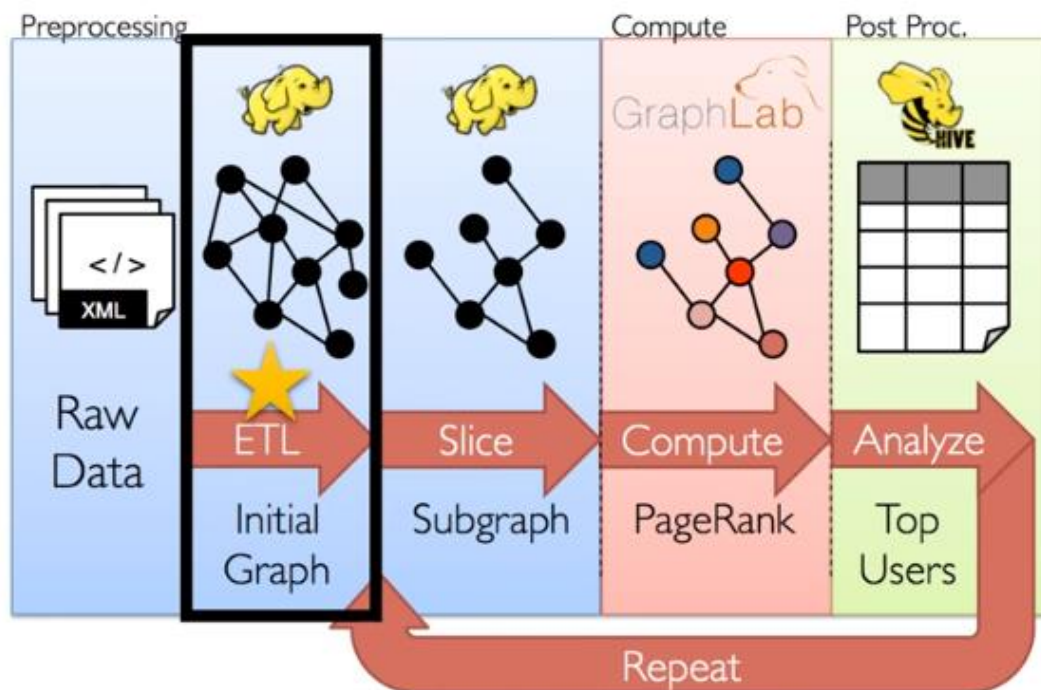 Preprocessing
Compute
Post Proc.
GraphLab
HIVE
</>
XML
Raw
Data
ETL
Initial
Graph
Slice
Subgraph
Compute
PageRank
Analyze
Top
Users
Repeat